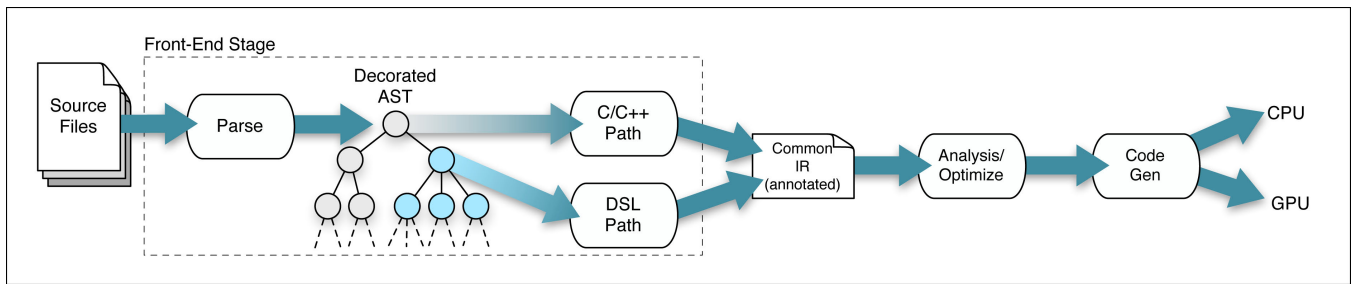 Front-End Stage
Source
Files
Parse
Decorated
AST
C/C++
Path
DSL
Path
Common
IR
(annotated)
Analysis/
Optimize
Code
Gen
CPU
GPU